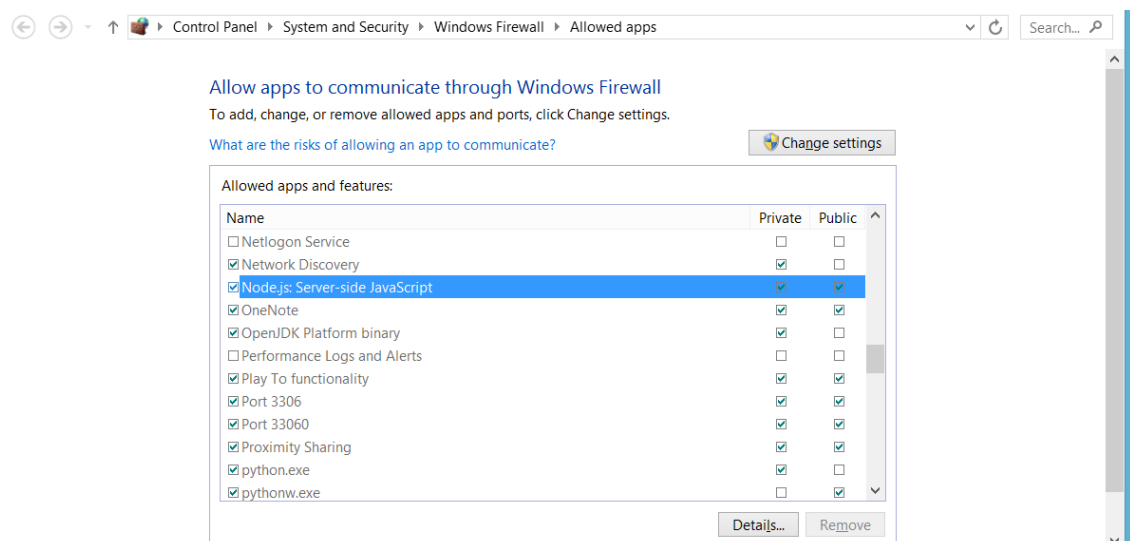 Control Panel System and Security Windows Firewall Allowed apps Search...
Allow apps to communicate through Windows Firewall
To add, change, or remove allowed apps and ports, click Change settings.
What are the risks of allowing an app to communicate? Change settings
Allowed apps and features:
Name Private Public
Netlogon Service
Network Discovery
Node.js: Server-side JavaScript
OneNote
OpenJDK Platform binary
Performance Logs and Alerts
Play To functionality
Port 3306
Port 33060
Proximity Sharing
python.exe
pythonw.exe
Details... Remove